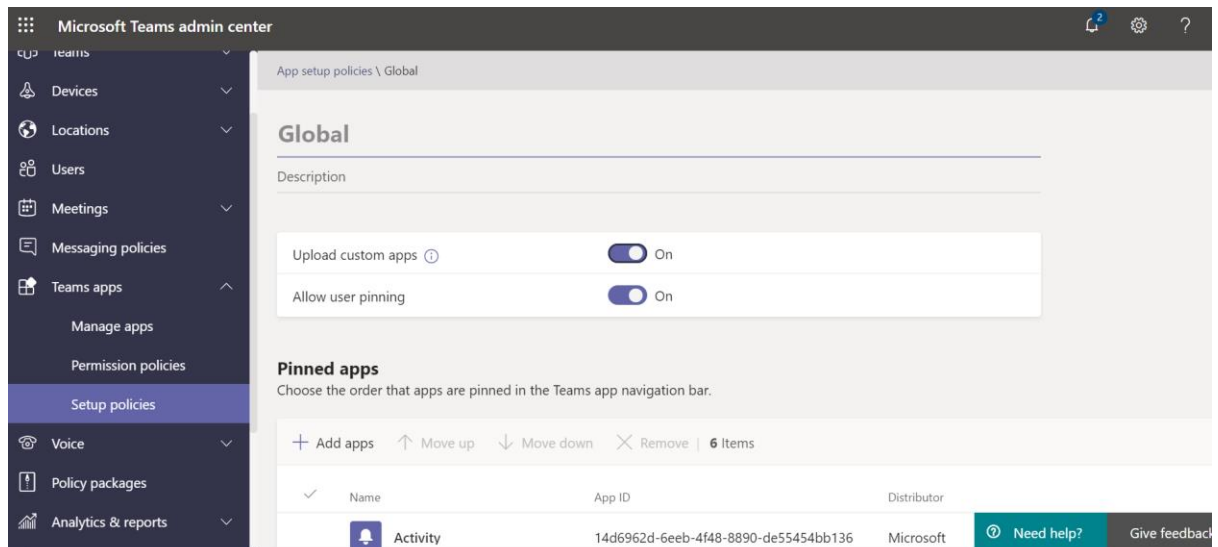 Microsoft Teams admin center
2
?
Teams
Devices
Locations
Users
Meetings
Messaging policies
Teams apps
Manage apps
Permission policies
Setup policies
Voice
Policy packages
Analytics & reports
App setup policies \ Global
Global
Description
Upload custom apps On
Allow user pinning On
Pinned apps
Choose the order that apps are pinned in the Teams app navigation bar.
+ Add apps ↑ Move up ↓ Move down × Remove | 6 Items
Name App ID Distributor
Activity 14d6962d-6eeb-4f48-8890-de55454bb136 Microsoft
Need help? Give feedback